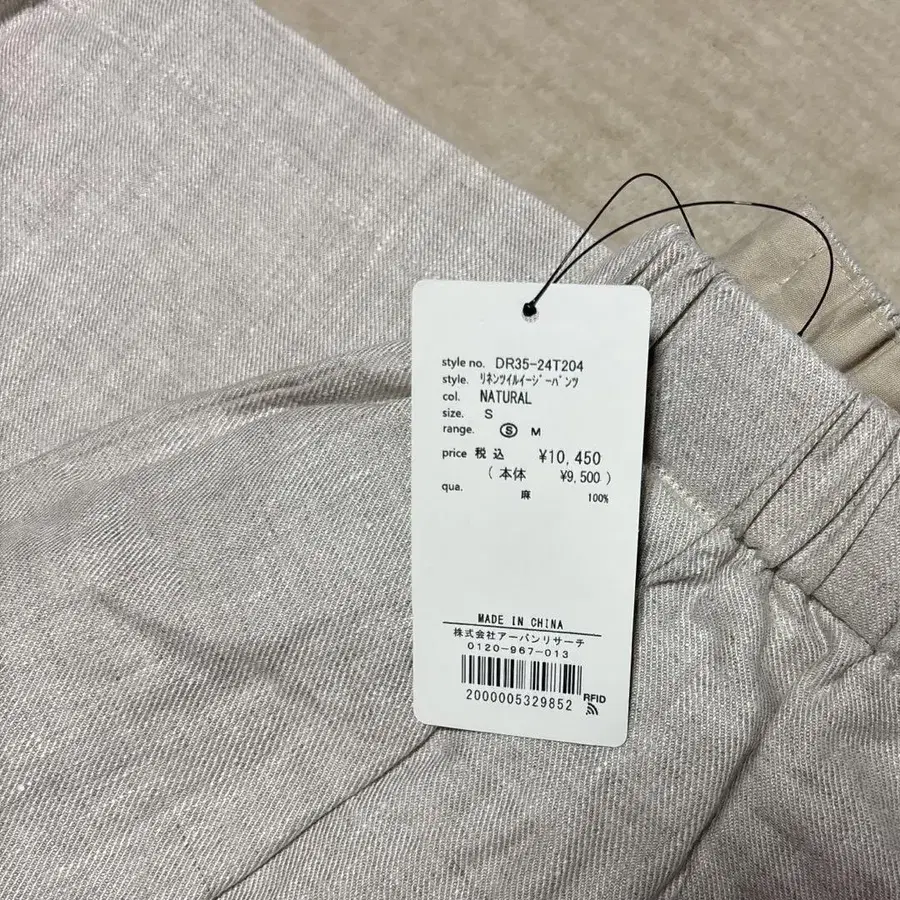 style no. DR35-24T204
style. ﾘﾈﾝﾂｲﾙｲｰｼﾞｰﾊﾟﾝﾂ
col. NATURAL
size. S
range. Ⓢ M
price 税込 ¥10,450
(本体 ¥9,500)
qua. 麻 100%
MADE IN CHINA
株式会社アーバンリサーチ
0120-967-013
2000005329852
RFID